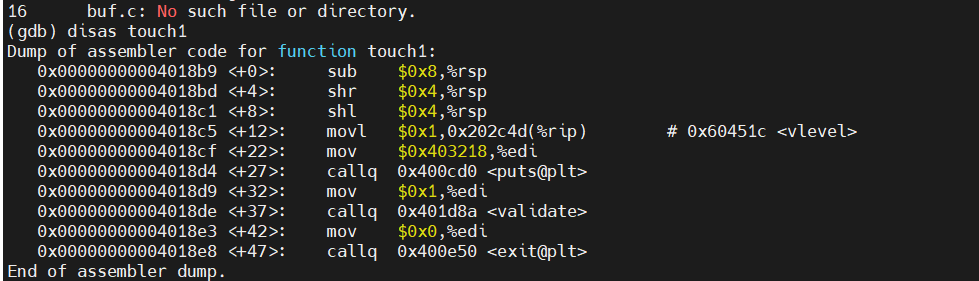 16      buf.c: No such file or directory.
(gdb) disas touch1
Dump of assembler code for function touch1:
   0x00000000004018b9 <+0>:     sub    $0x8,%rsp
   0x00000000004018bd <+4>:     shr    $0x4,%rsp
   0x00000000004018c1 <+8>:     shl    $0x4,%rsp
   0x00000000004018c5 <+12>:    movl   $0x1,0x202c4d(%rip)        # 0x60451c <vlevel>
   0x00000000004018cf <+22>:    mov    $0x403218,%edi
   0x00000000004018d4 <+27>:    callq  0x400cd0 <puts@plt>
   0x00000000004018d9 <+32>:    mov    $0x1,%edi
   0x00000000004018de <+37>:    callq  0x401d8a <validate>
   0x00000000004018e3 <+42>:    mov    $0x0,%edi
   0x00000000004018e8 <+47>:    callq  0x400e50 <exit@plt>
End of assembler dump.